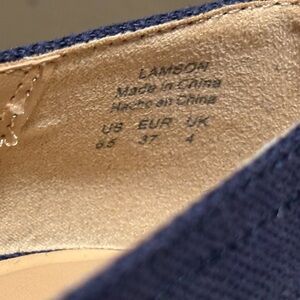 LAMSON
Made in China
Hecho en China
US EUR UK
6.5 37 4